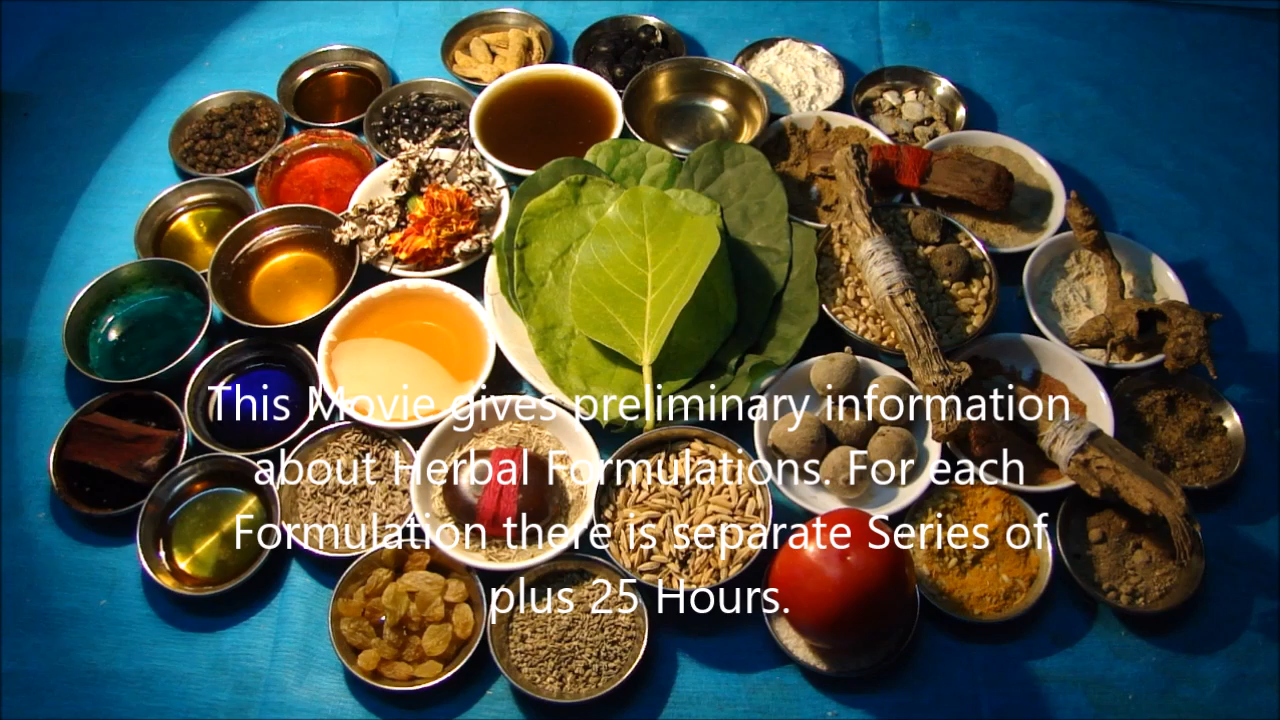 This Movie gives preliminary information
about Herbal Formulations. For each
Formulation there is separate Series of
plus 25 Hours.